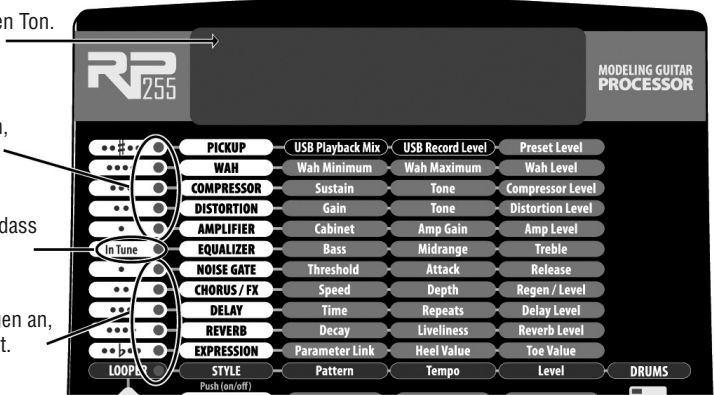 en Ton.
RP255
MODELING GUITAR
PROCESSOR
n,
dass
en an,
t.
♯ PICKUP USB Playback Mix USB Record Level Preset Level
WAH Wah Minimum Wah Maximum Wah Level
COMPRESSOR Sustain Tone Compressor Level
DISTORTION Gain Tone Distortion Level
AMPLIFIER Cabinet Amp Gain Amp Level
In Tune EQUALIZER Bass Midrange Treble
NOISE GATE Threshold Attack Release
CHORUS / FX Speed Depth Regen / Level
DELAY Time Repeats Delay Level
REVERB Decay Liveliness Reverb Level
♭ EXPRESSION Parameter Link Heel Value Toe Value
LOOPER STYLE Pattern Tempo Level DRUMS
Push (on/off)